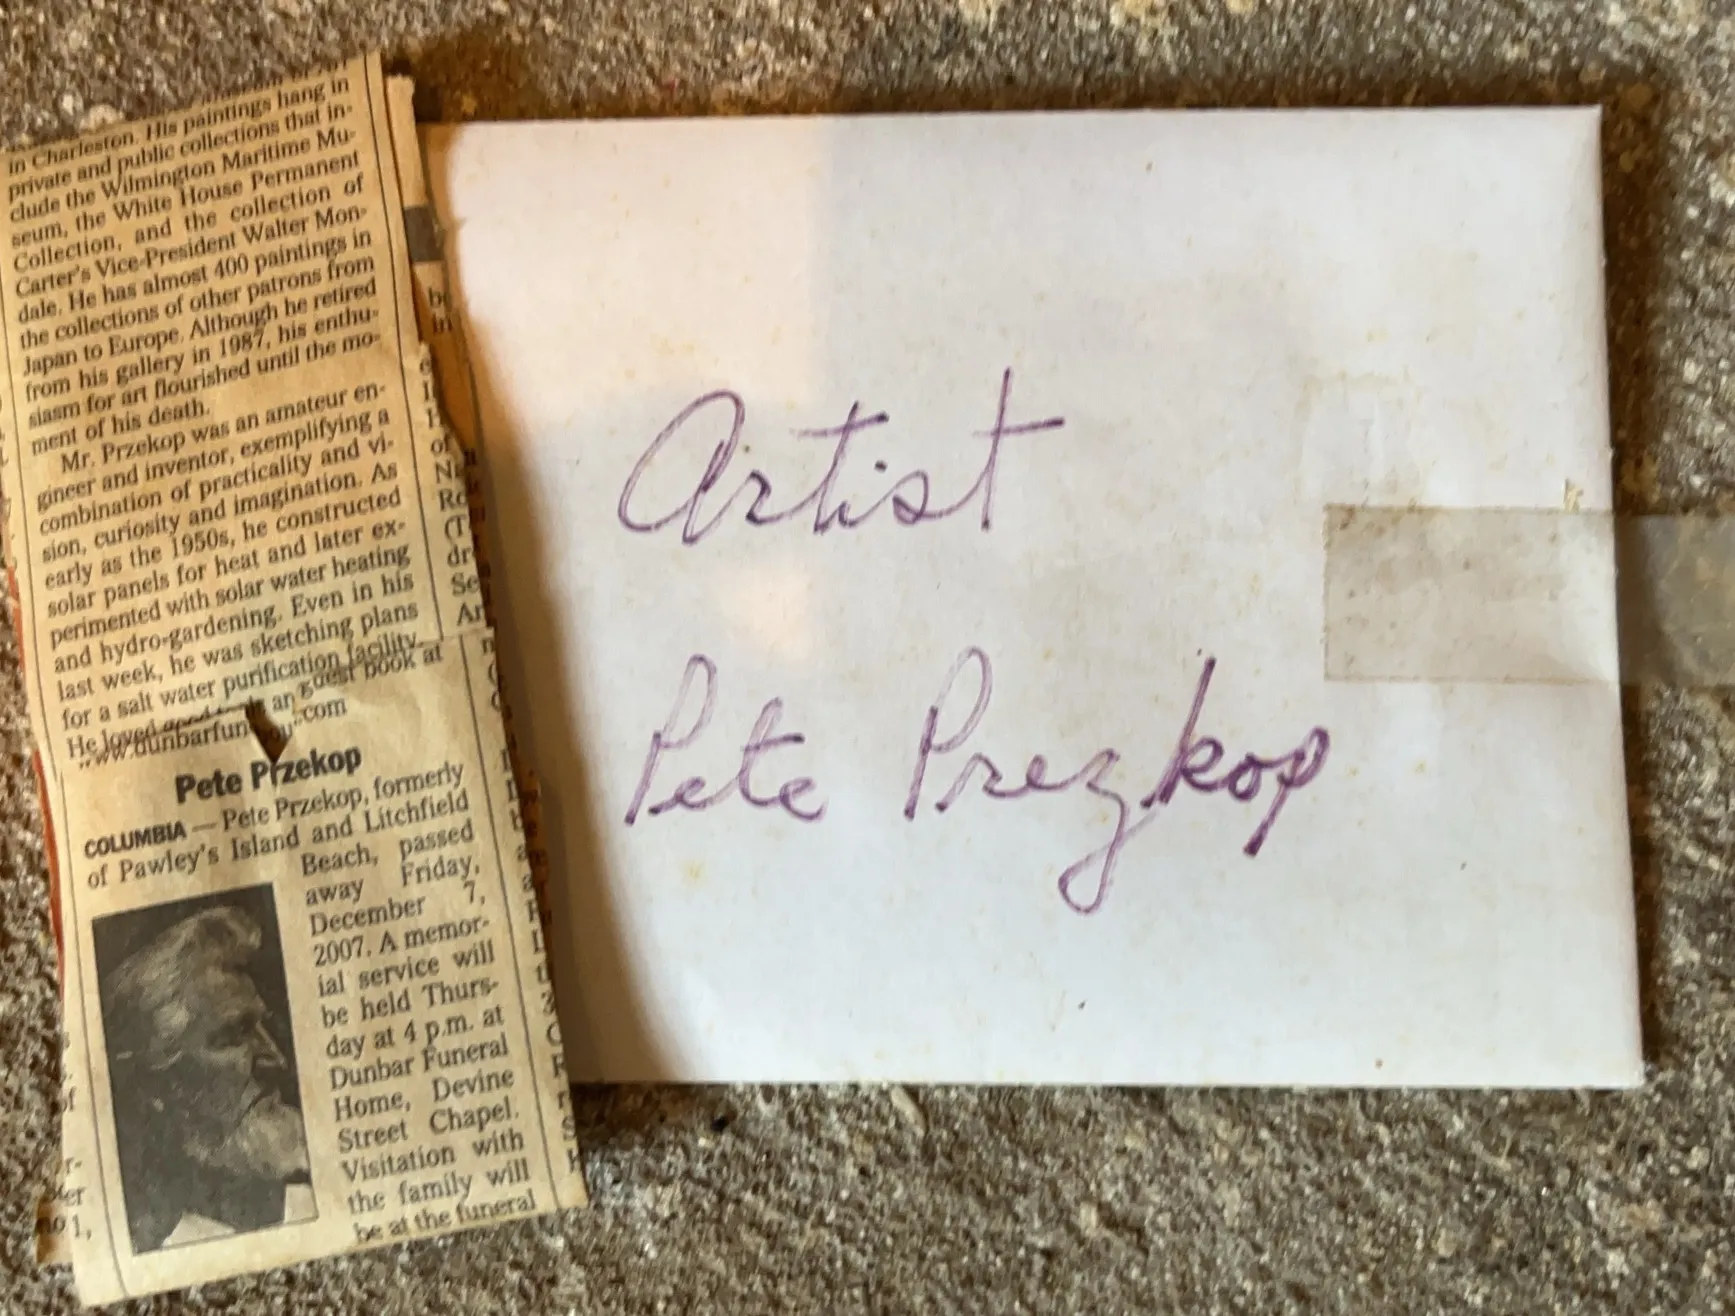 in Charleston. His paintings hang in
private and public collections that in-
clude the Wilmington Maritime Mu-
seum, the White House Permanent
Collection, and the collection of
Carter's Vice-President Walter Mon-
dale. He has almost 400 paintings in
the collections of other patrons from
Japan to Europe. Although he retired
from his gallery in 1987, his enthu-
siasm for art flourished until the mo-
ment of his death.
Mr. Przekop was an amateur en-
gineer and inventor, exemplifying a
combination of practicality and vi-
sion, curiosity and imagination. As
early as the 1950s, he constructed
solar panels for heat and later ex-
perimented with solar water heating
and hydro-gardening. Even in his
last week, he was sketching plans
for a salt water purification facility.
He loved an guest book at
Pete Przekop
COLUMBIA — Pete Przekop, formerly
of Pawley's Island and Litchfield
Beach, passed
away Friday,
December 7,
2007. A memor-
ial service will
be held Thurs-
day at 4 p.m. at
Dunbar Funeral
Home, Devine
Street Chapel.
Visitation with
the family will
be at the funeral
Artist
Pete Prezkop